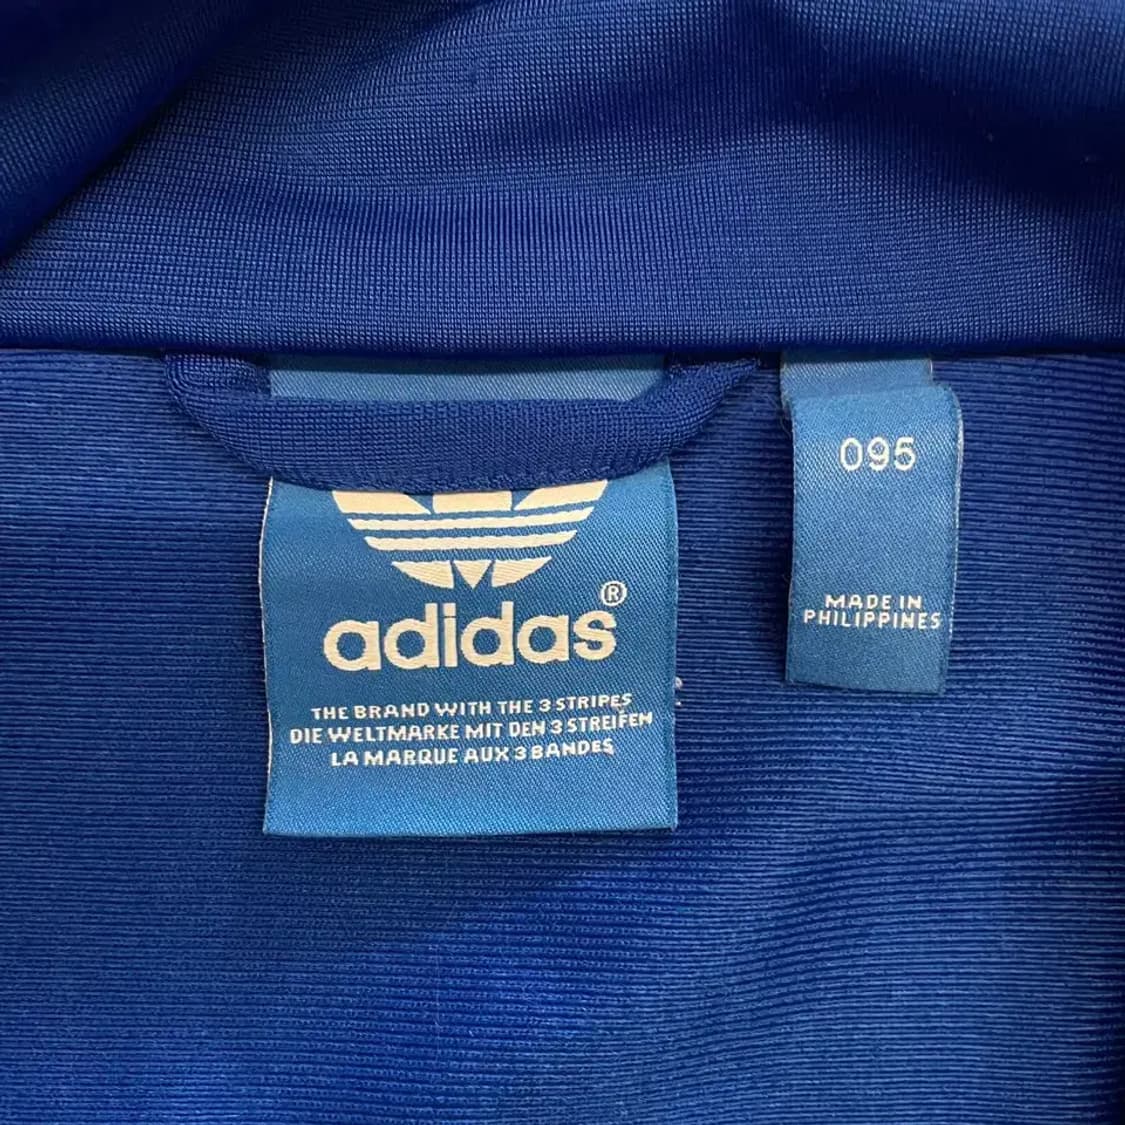 adidas®
THE BRAND WITH THE 3 STRIPES
DIE WELTMARKE MIT DEN 3 STREIFEN
LA MARQUE AUX 3 BANDES
095
MADE IN
PHILIPPINES